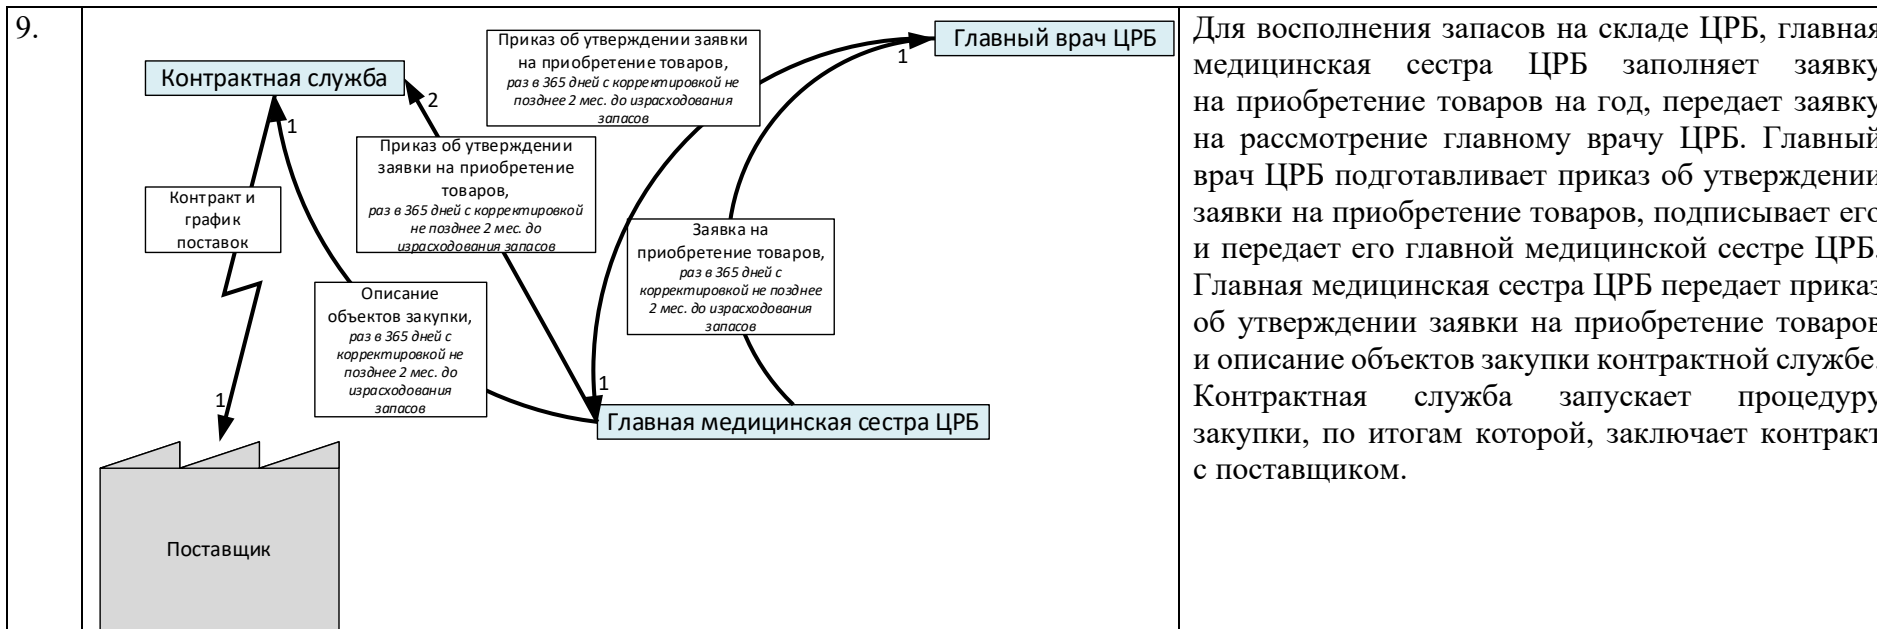 9.
Контрактная служба
Приказ об утверждении заявки
на приобретение товаров,
раз в 365 дней с корректировкой не
позднее 2 мес. до израсходования
запасов
Главный врач ЦРБ
1
2
1
Приказ об утверждении
заявки на приобретение
товаров,
раз в 365 дней с корректировкой
не позднее 2 мес. до
израсходования запасов
Контракт и
график
поставок
Заявка на
приобретение товаров,
раз в 365 дней с
корректировкой не позднее
2 мес. до израсходования
запасов
Описание
объектов закупки,
раз в 365 дней с
корректировкой не
позднее 2 мес. до
израсходования
запасов
1
1
Главная медицинская сестра ЦРБ
Поставщик
Для восполнения запасов на складе ЦРБ, главная
медицинская сестра ЦРБ заполняет заявку
на приобретение товаров на год, передает заявку
на рассмотрение главному врачу ЦРБ. Главный
врач ЦРБ подготавливает приказ об утверждении
заявки на приобретение товаров, подписывает его
и передает его главной медицинской сестре ЦРБ.
Главная медицинская сестра ЦРБ передает приказ
об утверждении заявки на приобретение товаров
и описание объектов закупки контрактной службе.
Контрактная служба запускает процедуру
закупки, по итогам которой, заключает контракт
с поставщиком.